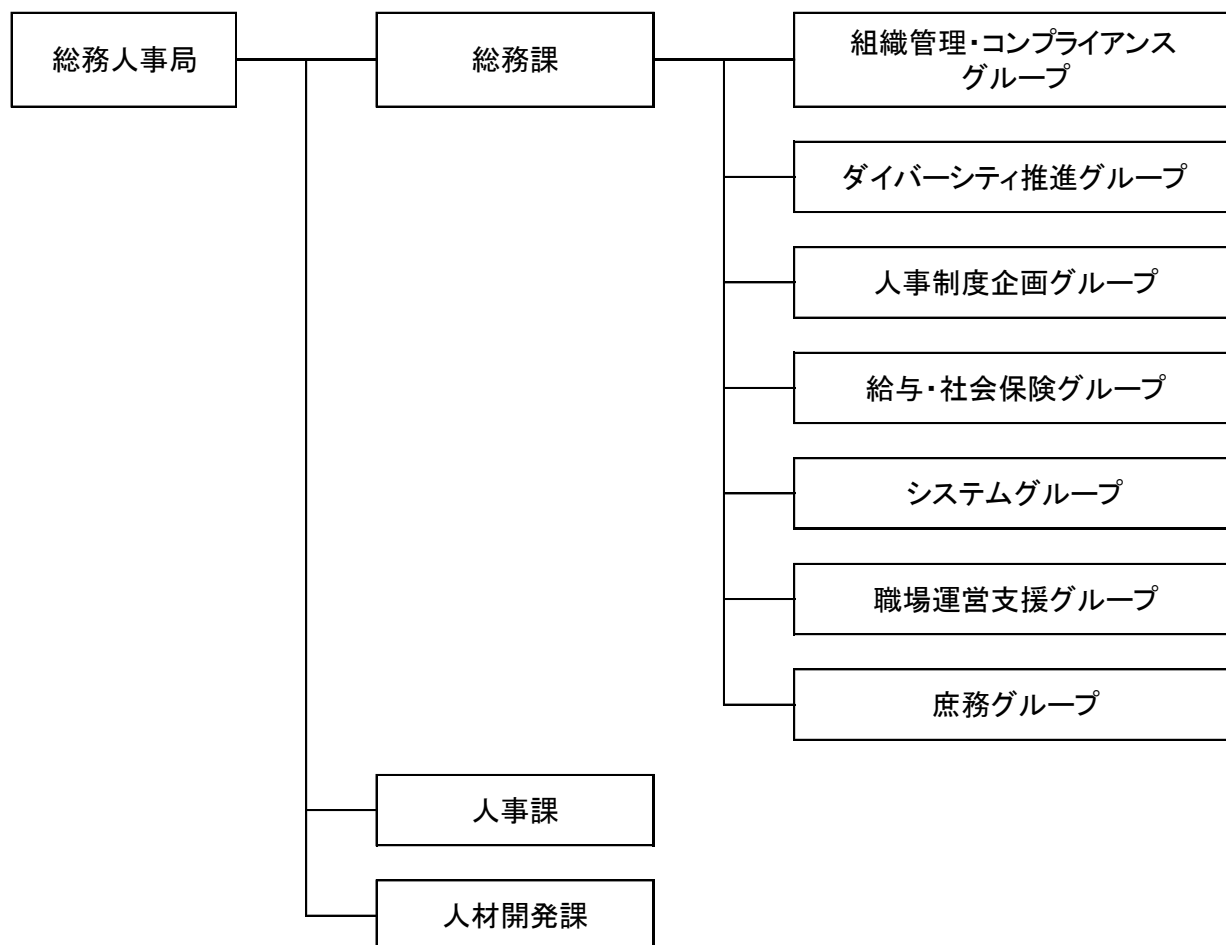 総務人事局
総務課
組織管理・コンプライアンス
グループ
ダイバーシティ推進グループ
人事制度企画グループ
給与・社会保険グループ
システムグループ
職場運営支援グループ
庶務グループ
人事課
人材開発課